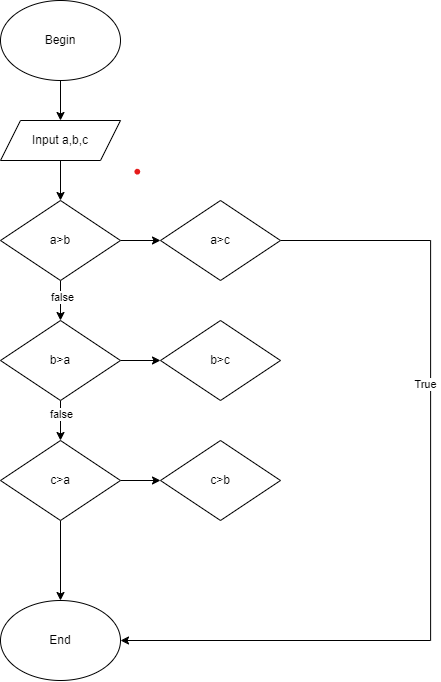 Begin
Input a,b,c
a>b
a>c
false
b>a
b>c
True
false
c>a
c>b
End